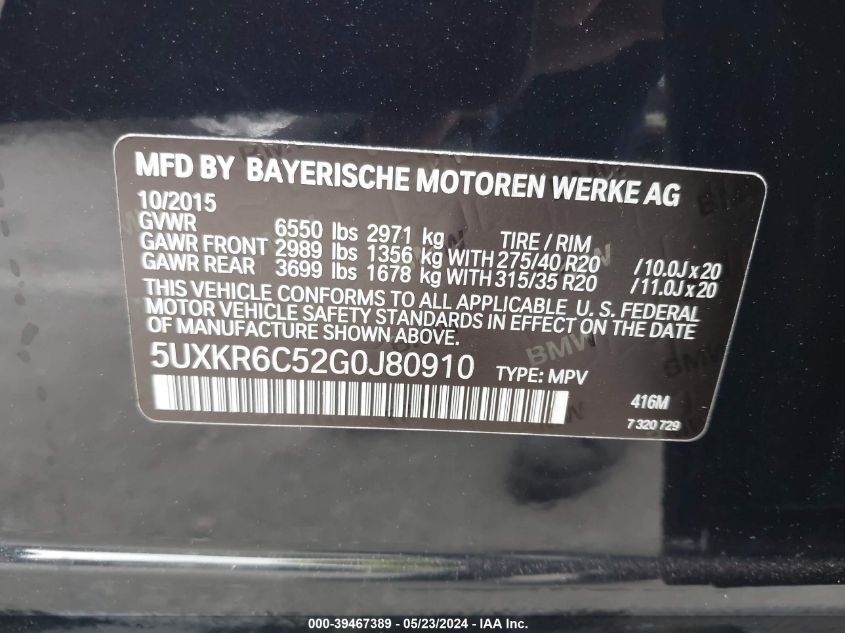 MFD BY BAYERISCHE MOTOREN WERKE AG
10/2015
GVWR 6550 lbs 2971 kg TIRE / RIM
GAWR FRONT 2989 lbs 1356 kg WITH 275/40 R20 / 10.0J x 20
GAWR REAR 3699 lbs 1678 kg WITH 315/35 R20 / 11.0J x 20
THIS VEHICLE CONFORMS TO ALL APPLICABLE U. S. FEDERAL
MOTOR VEHICLE SAFETY STANDARDS IN EFFECT ON THE DATE
OF MANUFACTURE SHOWN ABOVE.
5UXKR6C52G0J80910 TYPE: MPV
416M
7 320 729
000-39467389 - 05/23/2024 - IAA Inc.